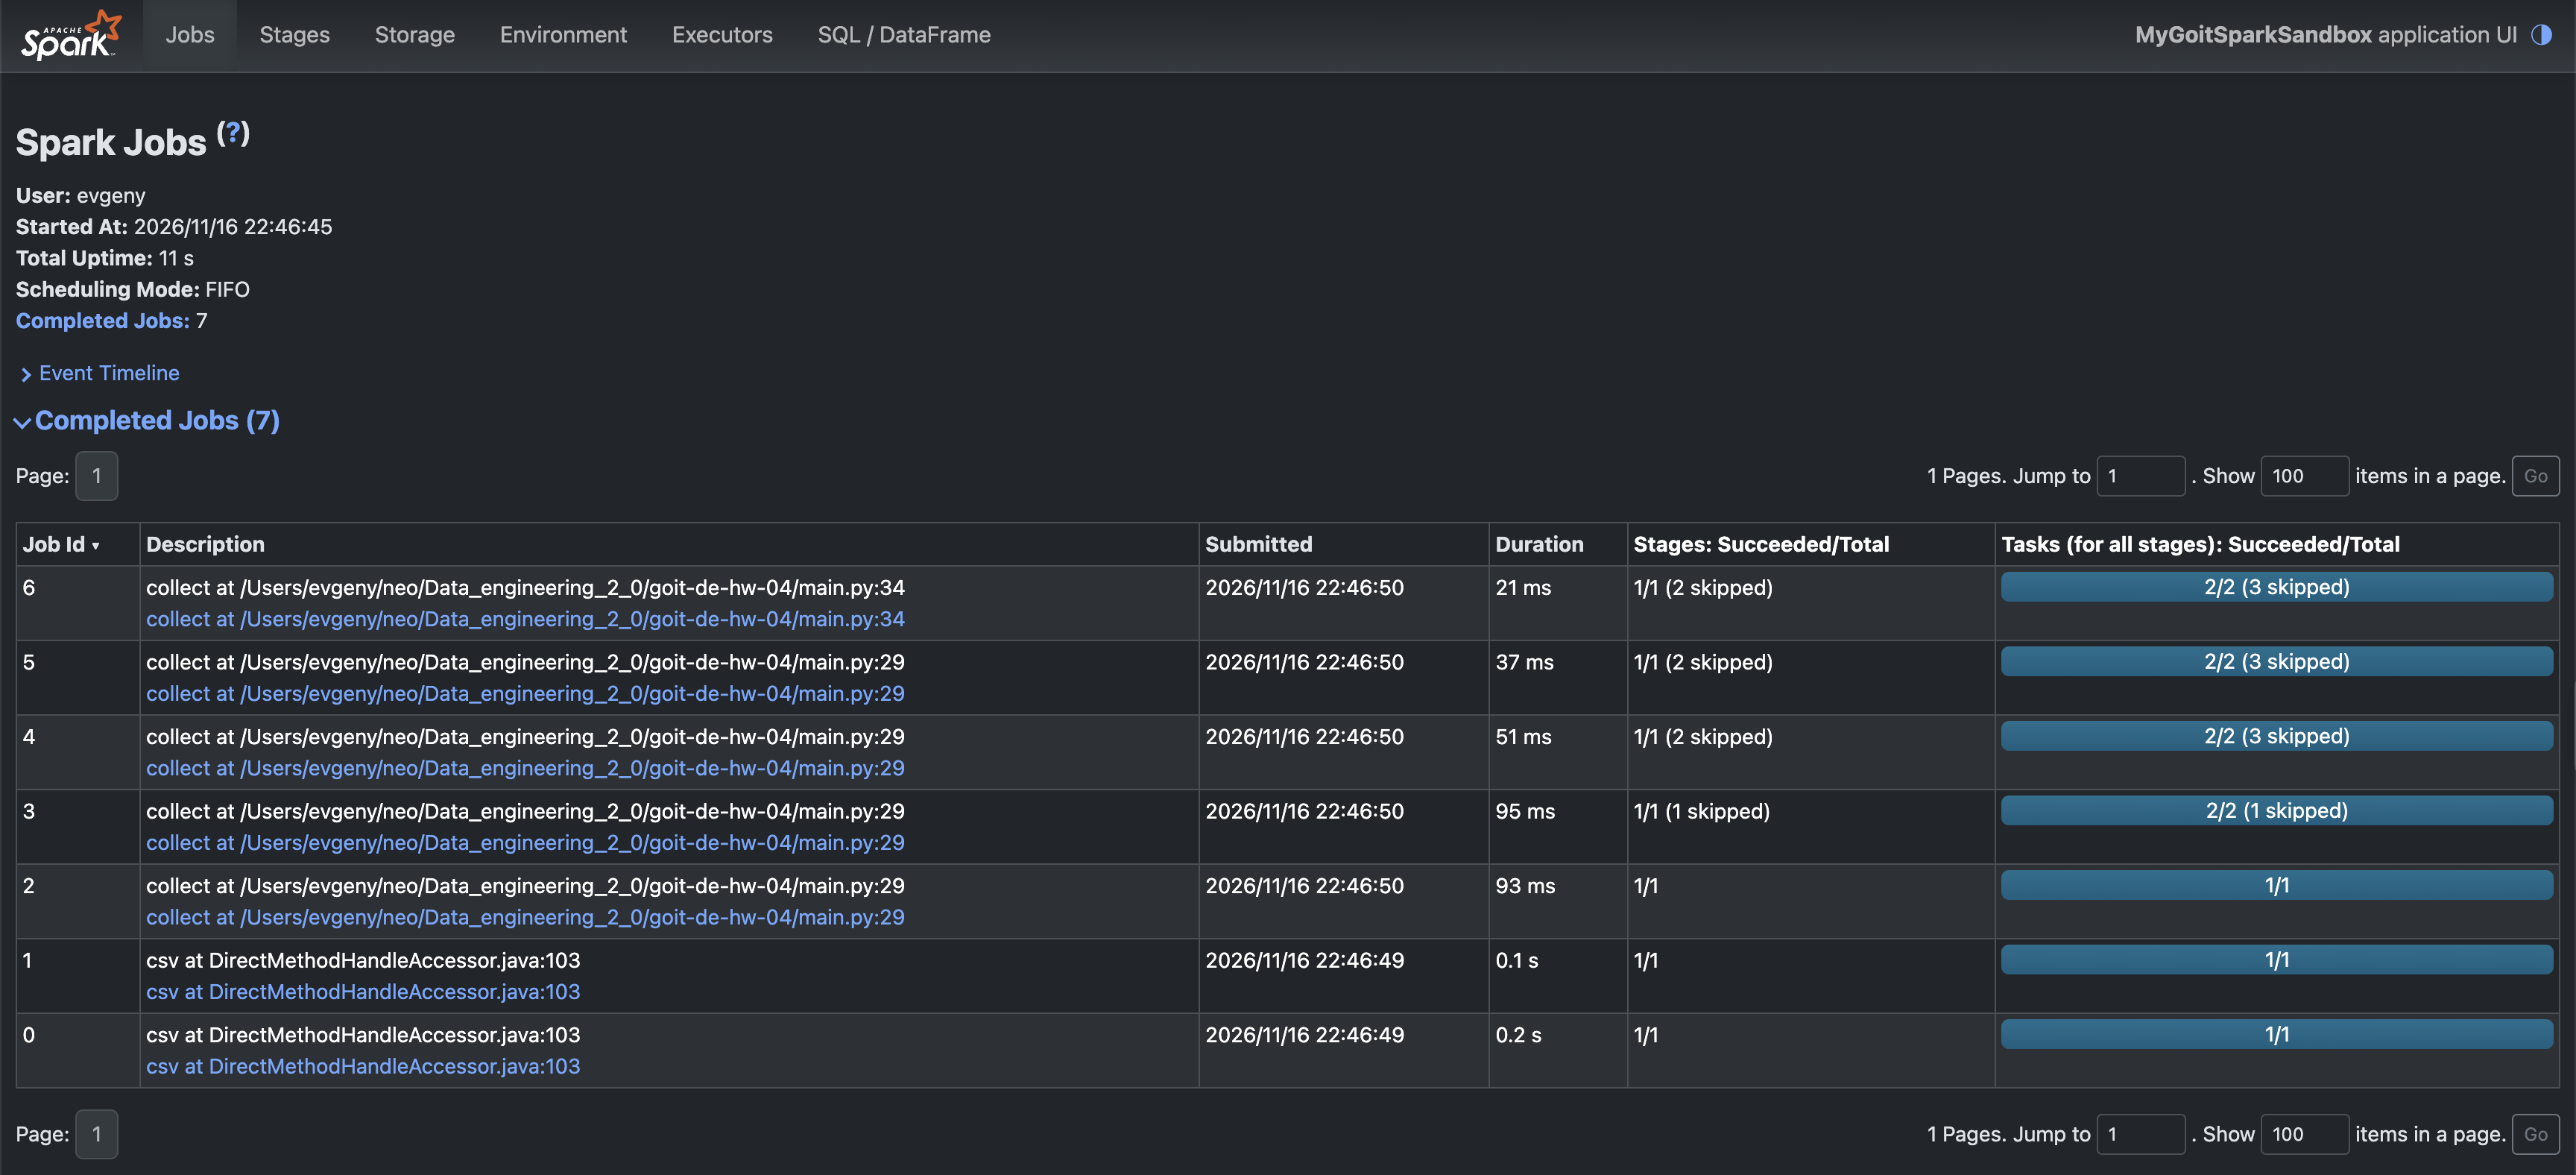 APACHE Spark™ Jobs Stages Storage Environment Executors SQL / DataFrame MyGoitSparkSandbox application UI
Spark Jobs (?)
User: evgeny
Started At: 2026/11/16 22:46:45
Total Uptime: 11 s
Scheduling Mode: FIFO
Completed Jobs: 7
Event Timeline
Completed Jobs (7)
Page: 1 1 Pages. Jump to 1 . Show 100 items in a page. Go
Job Id ▾ Description Submitted Duration Stages: Succeeded/Total Tasks (for all stages): Succeeded/Total
6 collect at /Users/evgeny/neo/Data_engineering_2_0/goit-de-hw-04/main.py:34 2026/11/16 22:46:50 21 ms 1/1 (2 skipped) 2/2 (3 skipped)
collect at /Users/evgeny/neo/Data_engineering_2_0/goit-de-hw-04/main.py:34
5 collect at /Users/evgeny/neo/Data_engineering_2_0/goit-de-hw-04/main.py:29 2026/11/16 22:46:50 37 ms 1/1 (2 skipped) 2/2 (3 skipped)
collect at /Users/evgeny/neo/Data_engineering_2_0/goit-de-hw-04/main.py:29
4 collect at /Users/evgeny/neo/Data_engineering_2_0/goit-de-hw-04/main.py:29 2026/11/16 22:46:50 51 ms 1/1 (2 skipped) 2/2 (3 skipped)
collect at /Users/evgeny/neo/Data_engineering_2_0/goit-de-hw-04/main.py:29
3 collect at /Users/evgeny/neo/Data_engineering_2_0/goit-de-hw-04/main.py:29 2026/11/16 22:46:50 95 ms 1/1 (1 skipped) 2/2 (1 skipped)
collect at /Users/evgeny/neo/Data_engineering_2_0/goit-de-hw-04/main.py:29
2 collect at /Users/evgeny/neo/Data_engineering_2_0/goit-de-hw-04/main.py:29 2026/11/16 22:46:50 93 ms 1/1 1/1
collect at /Users/evgeny/neo/Data_engineering_2_0/goit-de-hw-04/main.py:29
1 csv at DirectMethodHandleAccessor.java:103 2026/11/16 22:46:49 0.1 s 1/1 1/1
csv at DirectMethodHandleAccessor.java:103
0 csv at DirectMethodHandleAccessor.java:103 2026/11/16 22:46:49 0.2 s 1/1 1/1
csv at DirectMethodHandleAccessor.java:103
Page: 1 1 Pages. Jump to 1 . Show 100 items in a page. Go